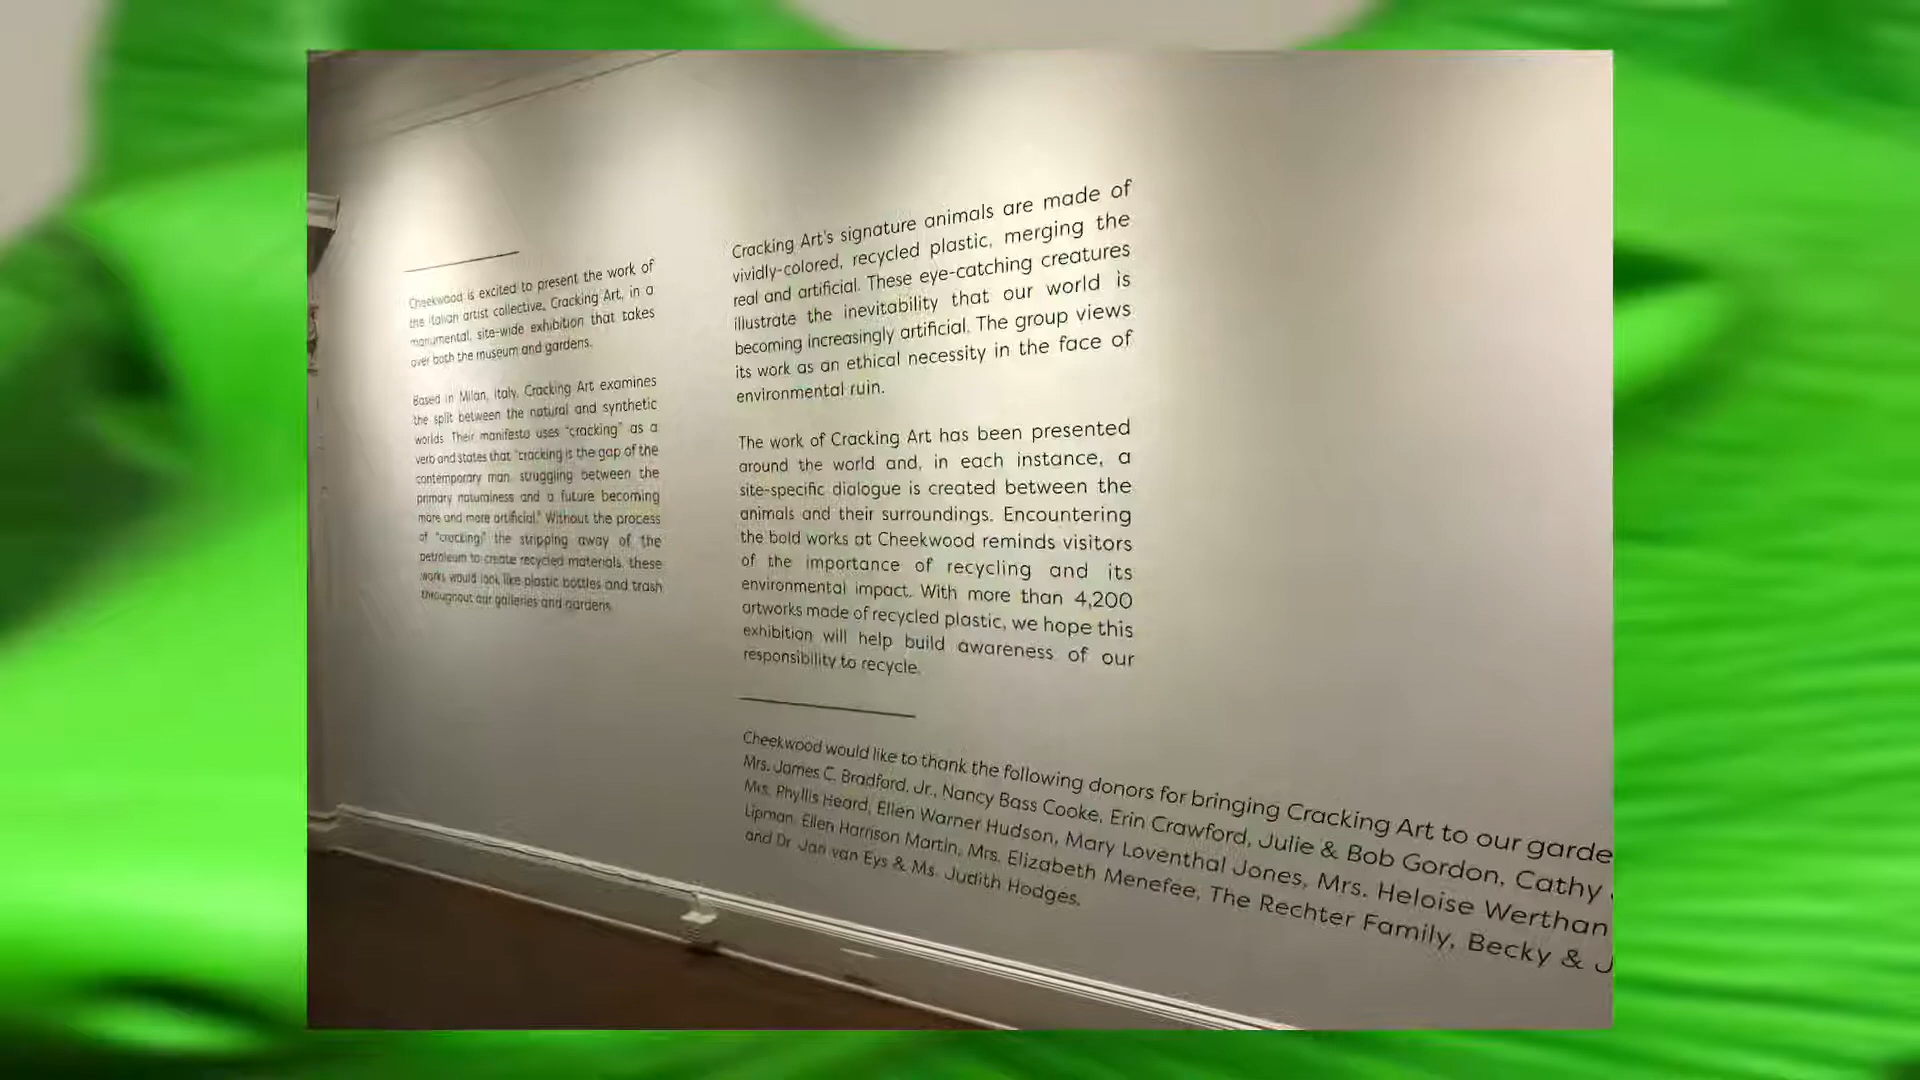 Cheekwood is excited to present the work of
the Italian artist collective, Cracking Art, in a
monumental, site-wide exhibition that takes
over both the museum and gardens.
Based in Milan, Italy, Cracking Art examines
the split between the natural and synthetic
worlds. Their manifesto uses "cracking" as a
verb and states that "cracking is the gap of the
contemporary man, struggling between the
primary naturalness and a future becoming
more and more artificial." Without the process
of "cracking," the stripping away of the
petroleum to create recycled materials, these
works would look like plastic bottles and trash
throughout our galleries and gardens.
Cracking Art's signature animals are made of
vividly-colored, recycled plastic, merging the
real and artificial. These eye-catching creatures
illustrate the inevitability that our world is
becoming increasingly artificial. The group views
its work as an ethical necessity in the face of
environmental ruin.
The work of Cracking Art has been presented
around the world and, in each instance, a
site-specific dialogue is created between the
animals and their surroundings. Encountering
the bold works at Cheekwood reminds visitors
of the importance of recycling and its
environmental impact. With more than 4,200
artworks made of recycled plastic, we hope this
exhibition will help build awareness of our
responsibility to recycle.
Cheekwood would like to thank the following donors for bringing Cracking Art to our garde
Mrs. James C. Bradford, Jr., Nancy Bass Cooke, Erin Crawford, Julie & Bob Gordon, Cathy
Mrs. Phyllis Heard, Ellen Warner Hudson, Mary Loventhal Jones, Mrs. Heloise Werthan
Lipman, Ellen Harrison Martin, Mrs. Elizabeth Menefee, The Rechter Family, Becky & J
and Dr. Jan van Eys & Ms. Judith Hodges.